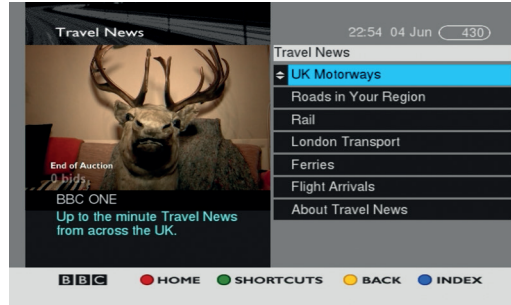 Travel News
22:54 04 Jun 430
Travel News
UK Motorways
Roads in Your Region
Rail
London Transport
Ferries
Flight Arrivals
About Travel News
End of Auction
0 bids.
BBC ONE
Up to the minute Travel News
from across the UK.
BBC HOME SHORTCUTS BACK INDEX